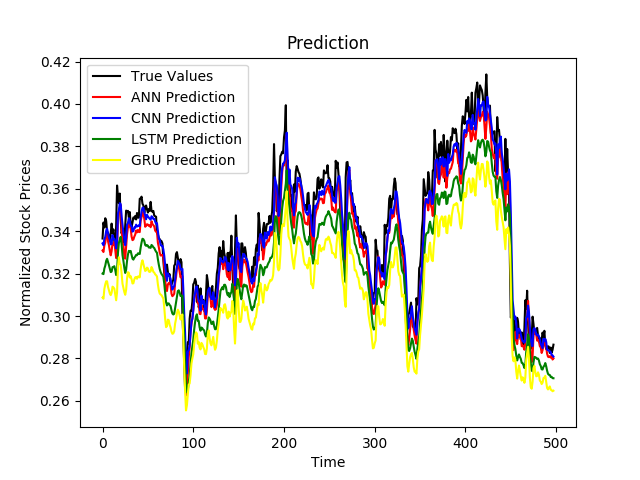 Prediction
True Values
ANN Prediction
CNN Prediction
LSTM Prediction
GRU Prediction
0.42
0.40
0.38
0.36
0.34
0.32
0.30
0.28
0.26
Normalized Stock Prices
0 100 200 300 400 500
Time